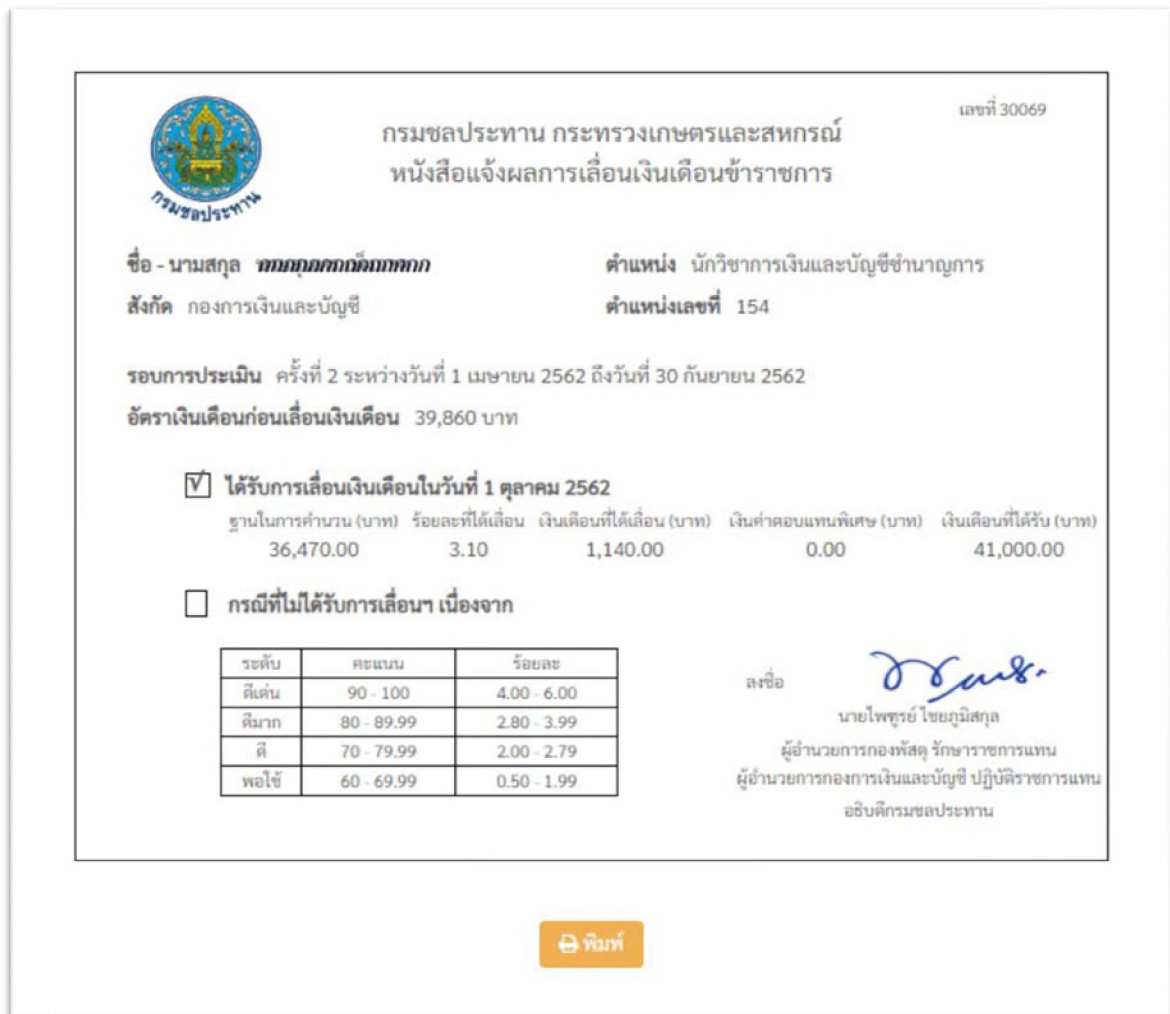 เลขที่ 30069
กรมชลประทาน กระทรวงเกษตรและสหกรณ์
หนังสือแจ้งผลการเลื่อนเงินเดือนข้าราชการ
กรมชลประทาน
ชื่อ - นามสกุล ตำแหน่ง นักวิชาการเงินและบัญชีชำนาญการ
สังกัด กองการเงินและบัญชี ตำแหน่งเลขที่ 154
รอบการประเมิน ครั้งที่ 2 ระหว่างวันที่ 1 เมษายน 2562 ถึงวันที่ 30 กันยายน 2562
อัตราเงินเดือนก่อนเลื่อนเงินเดือน 39,860 บาท
√ ได้รับการเลื่อนเงินเดือนในวันที่ 1 ตุลาคม 2562
ฐานในการคำนวน (บาท) ร้อยละที่ได้เลื่อน เงินเดือนที่ได้เลื่อน (บาท) เงินค่าตอบแทนพิเศษ (บาท) เงินเดือนที่ได้รับ (บาท)
36,470.00 3.10 1,140.00 0.00 41,000.00
กรณีที่ไม่ได้รับการเลื่อนฯ เนื่องจาก
ระดับ คะแนน ร้อยละ
ดีเด่น 90 - 100 4.00 - 6.00
ดีมาก 80 - 89.99 2.80 - 3.99
ดี 70 - 79.99 2.00 - 2.79
พอใช้ 60 - 69.99 0.50 - 1.99
ลงชื่อ
นายไพฑูรย์ ไชยภูมิสกุล
ผู้อำนวยการกองพัสดุ รักษาราชการแทน
ผู้อำนวยการกองการเงินและบัญชี ปฏิบัติราชการแทน
อธิบดีกรมชลประทาน
พิมพ์